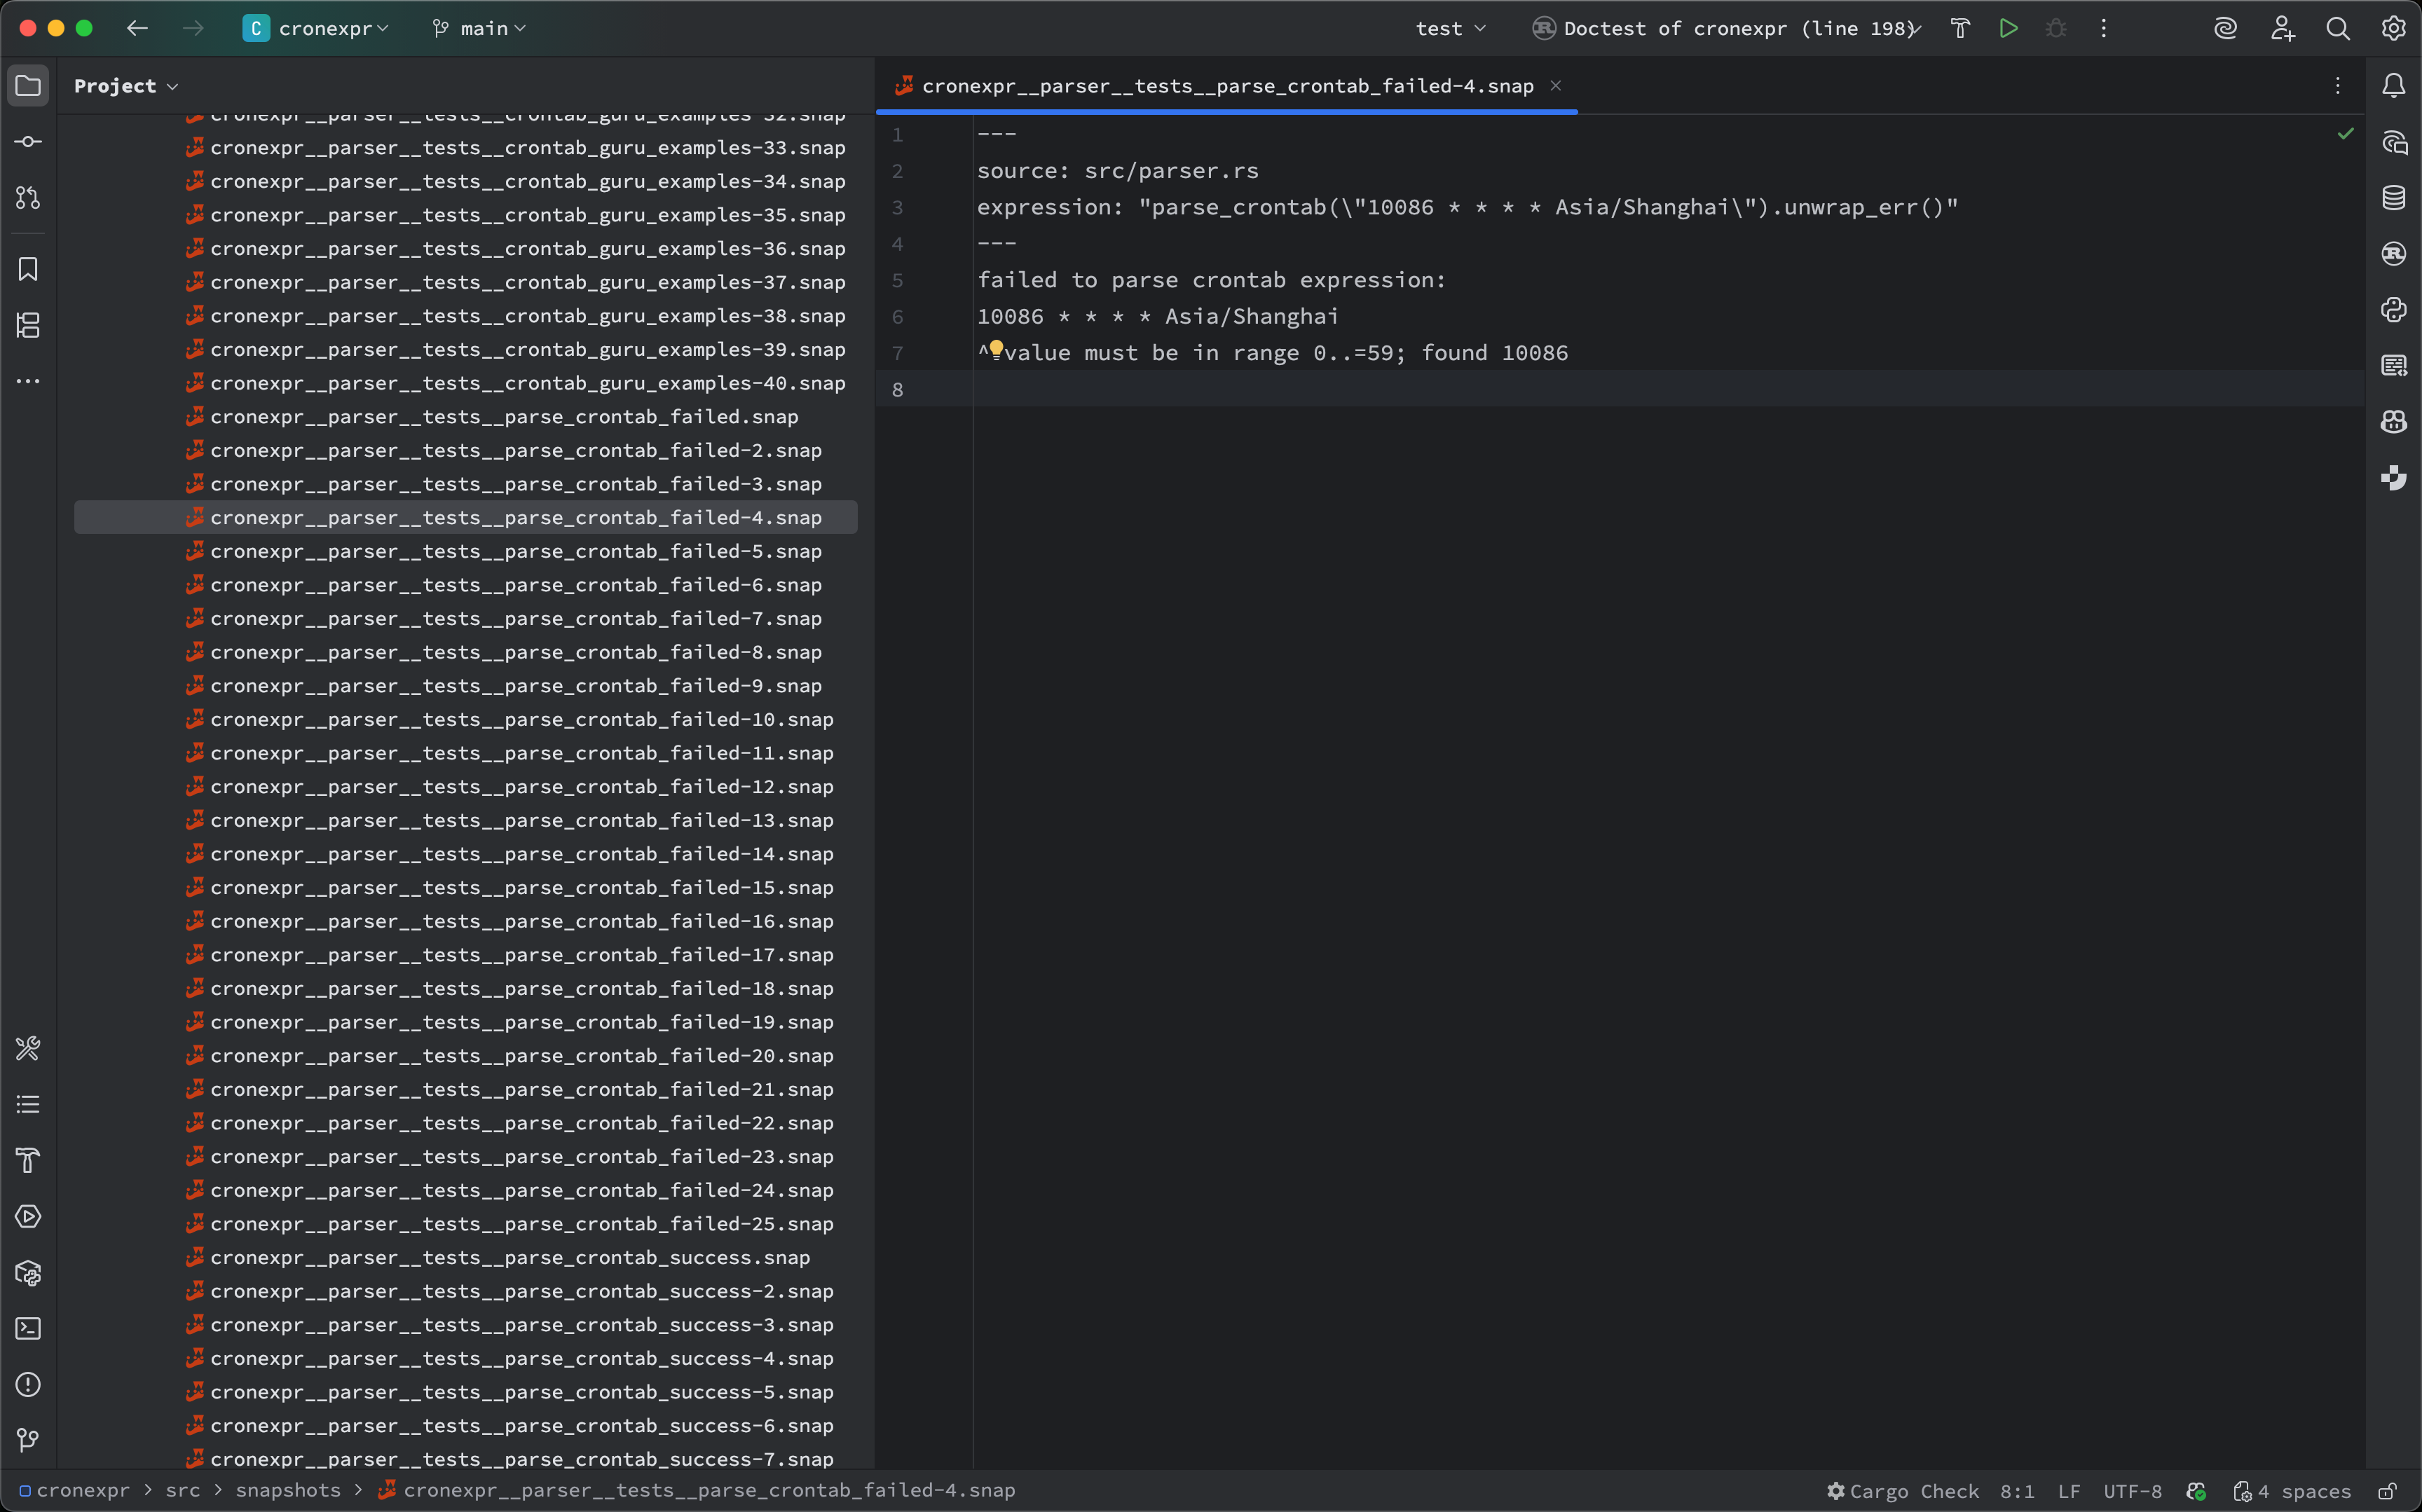 C cronexpr main test Doctest of cronexpr (line 198)
Project
cronexpr__parser__tests__crontab_guru_examples-32.snap
cronexpr__parser__tests__crontab_guru_examples-33.snap
cronexpr__parser__tests__crontab_guru_examples-34.snap
cronexpr__parser__tests__crontab_guru_examples-35.snap
cronexpr__parser__tests__crontab_guru_examples-36.snap
cronexpr__parser__tests__crontab_guru_examples-37.snap
cronexpr__parser__tests__crontab_guru_examples-38.snap
cronexpr__parser__tests__crontab_guru_examples-39.snap
cronexpr__parser__tests__crontab_guru_examples-40.snap
cronexpr__parser__tests__parse_crontab_failed.snap
cronexpr__parser__tests__parse_crontab_failed-2.snap
cronexpr__parser__tests__parse_crontab_failed-3.snap
cronexpr__parser__tests__parse_crontab_failed-4.snap
cronexpr__parser__tests__parse_crontab_failed-5.snap
cronexpr__parser__tests__parse_crontab_failed-6.snap
cronexpr__parser__tests__parse_crontab_failed-7.snap
cronexpr__parser__tests__parse_crontab_failed-8.snap
cronexpr__parser__tests__parse_crontab_failed-9.snap
cronexpr__parser__tests__parse_crontab_failed-10.snap
cronexpr__parser__tests__parse_crontab_failed-11.snap
cronexpr__parser__tests__parse_crontab_failed-12.snap
cronexpr__parser__tests__parse_crontab_failed-13.snap
cronexpr__parser__tests__parse_crontab_failed-14.snap
cronexpr__parser__tests__parse_crontab_failed-15.snap
cronexpr__parser__tests__parse_crontab_failed-16.snap
cronexpr__parser__tests__parse_crontab_failed-17.snap
cronexpr__parser__tests__parse_crontab_failed-18.snap
cronexpr__parser__tests__parse_crontab_failed-19.snap
cronexpr__parser__tests__parse_crontab_failed-20.snap
cronexpr__parser__tests__parse_crontab_failed-21.snap
cronexpr__parser__tests__parse_crontab_failed-22.snap
cronexpr__parser__tests__parse_crontab_failed-23.snap
cronexpr__parser__tests__parse_crontab_failed-24.snap
cronexpr__parser__tests__parse_crontab_failed-25.snap
cronexpr__parser__tests__parse_crontab_success.snap
cronexpr__parser__tests__parse_crontab_success-2.snap
cronexpr__parser__tests__parse_crontab_success-3.snap
cronexpr__parser__tests__parse_crontab_success-4.snap
cronexpr__parser__tests__parse_crontab_success-5.snap
cronexpr__parser__tests__parse_crontab_success-6.snap
cronexpr__parser__tests__parse_crontab_success-7.snap
cronexpr__parser__tests__parse_crontab_failed-4.snap
1 ---
2 source: src/parser.rs
3 expression: "parse_crontab(\"10086 * * * * Asia/Shanghai\").unwrap_err()"
4 ---
5 failed to parse crontab expression:
6 10086 * * * * Asia/Shanghai
7 ^ value must be in range 0..=59; found 10086
8
cronexpr > src > snapshots > cronexpr__parser__tests__parse_crontab_failed-4.snap
Cargo Check 8:1 LF UTF-8 4 spaces